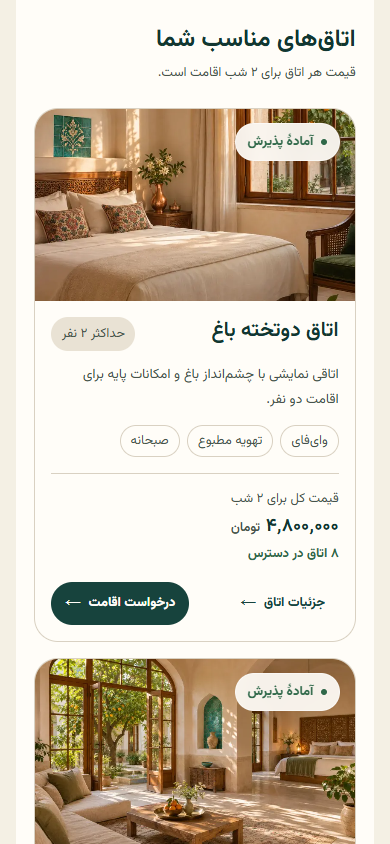 اتاق‌های مناسب شما
قیمت هر اتاق برای ۲ شب اقامت است.
آمادهٔ پذیرش
اتاق دوتخته باغ
حداکثر ۲ نفر
اتاقی نمایشی با چشم‌انداز باغ و امکانات پایه برای
اقامت دو نفر.
وای‌فای
تهویه مطبوع
صبحانه
قیمت کل برای ۲ شب
۴,۸۰۰,۰۰۰ تومان
۸ اتاق در دسترس
جزئیات اتاق ←
درخواست اقامت ←
آمادهٔ پذیرش